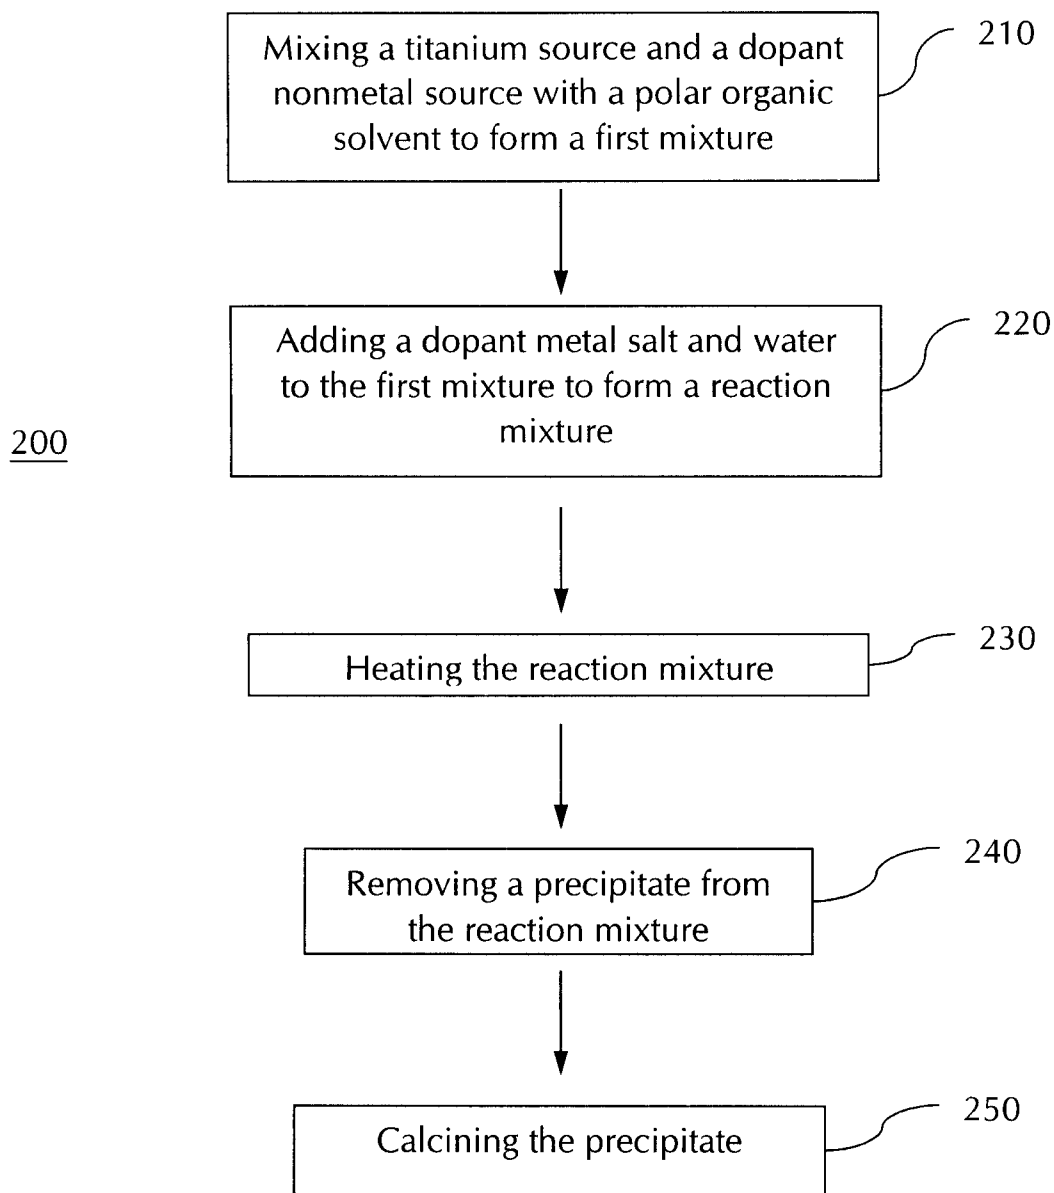 Mixing a titanium source and a dopant
nonmetal source with a polar organic
solvent to form a first mixture
210
Adding a dopant metal salt and water
to the first mixture to form a reaction
mixture
220
200
Heating the reaction mixture
230
Removing a precipitate from
the reaction mixture
240
Calcining the precipitate
250